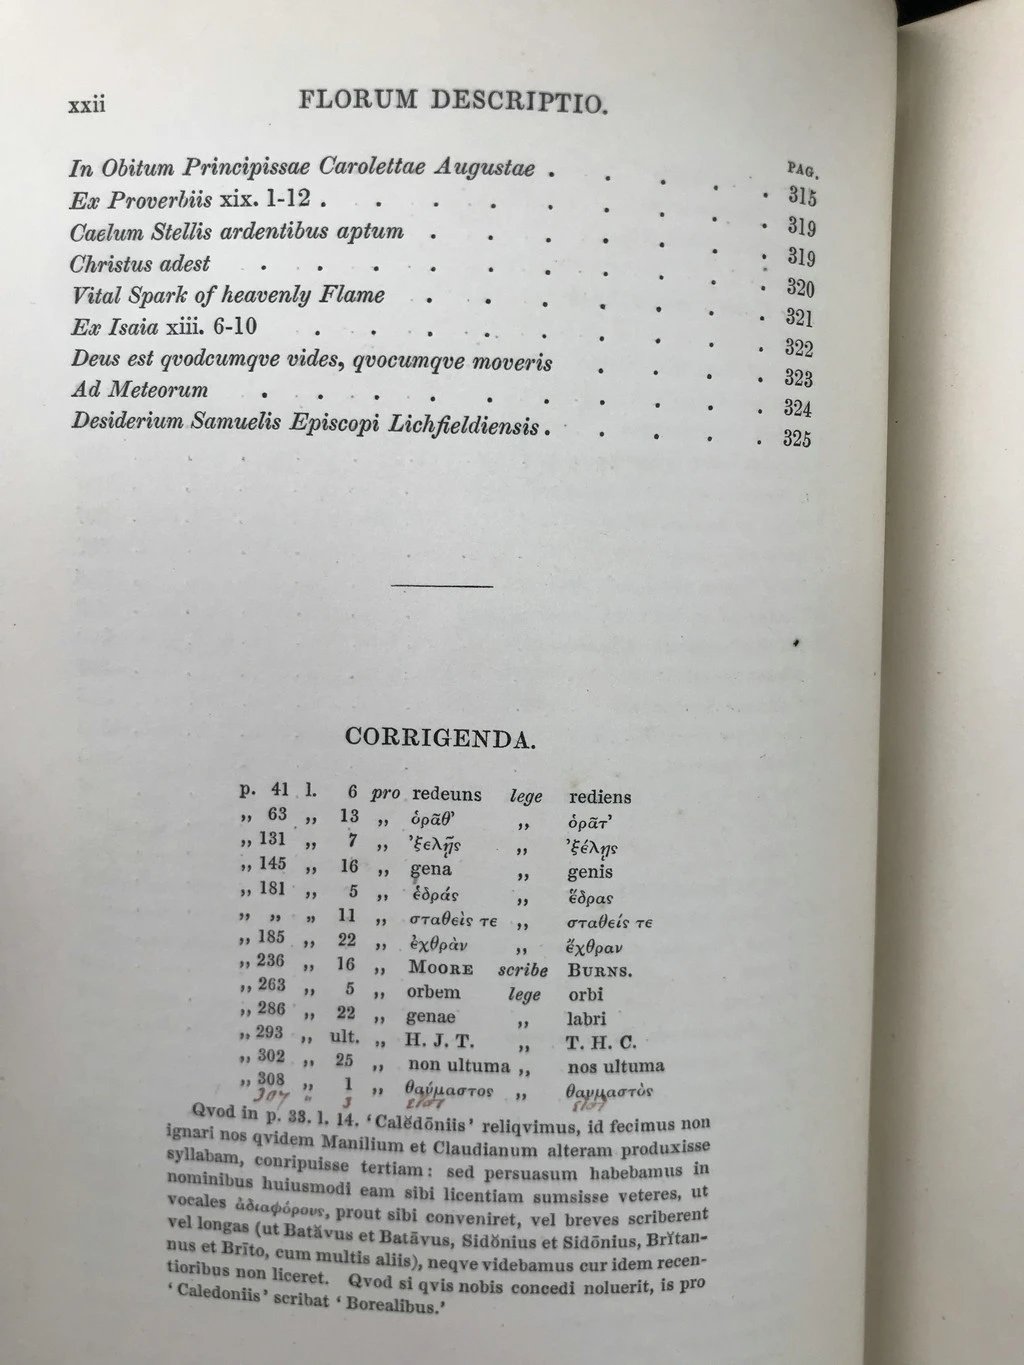 xxii FLORUM DESCRIPTIO.
PAG.
In Obitum Principissae Carolettae Augustae . . . . . 315
Ex Proverbiis xix. 1-12 . . . . . . . . . 319
Caelum Stellis ardentibus aptum . . . . . . . 319
Christus adest . . . . . . . . . . 320
Vital Spark of heavenly Flame . . . . . . . 321
Ex Isaia xiii. 6-10 . . . . . . . . . 322
Deus est qvodcumqve vides, qvocumqve moveris . . . . 323
Ad Meteorum . . . . . . . . . . 324
Desiderium Samuelis Episcopi Lichfieldiensis . . . . . 325
CORRIGENDA.
p. 41 l. 6 pro redeuns lege rediens
„ 63 „ 13 „ ὁρᾶθ’ „ ὁρᾶτ’
„ 131 „ 7 „ ’ξελῇς „ ’ξέλῃς
„ 145 „ 16 „ gena „ genis
„ 181 „ 5 „ ἑδράς „ ἕδρας
„ „ „ 11 „ σταθεὶς τε „ σταθείς τε
„ 185 „ 22 „ ἐχθρὰν „ ἔχθραν
„ 236 „ 16 „ MOORE scribe BURNS.
„ 263 „ 5 „ orbem lege orbi
„ 286 „ 22 „ genae „ labri
„ 293 „ ult. „ H. J. T. „ T. H. C.
„ 302 „ 25 „ non ultuma „ nos ultuma
„ 308 „ 1 „ θαύμαστος „ θαυμαστὸς
307 „ 3
Qvod in p. 33. l. 14. ‘Calĕdōniis’ reliqvimus, id fecimus non
ignari nos qvidem Manilium et Claudianum alteram produxisse
syllabam, conripuisse tertiam: sed persuasum habebamus in
nominibus huiusmodi eam sibi licentiam sumsisse veteres, ut
vocales ἀδιαφόρους, prout sibi conveniret, vel breves scriberent
vel longas (ut Batăvus et Batāvus, Sidŏnius et Sidōnius, Brĭtan-
nus et Brīto, cum multis aliis), neqve videbamus cur idem recen-
tioribus non liceret. Qvod si qvis nobis concedi noluerit, is pro
‘Caledoniis’ scribat ‘Borealibus.’